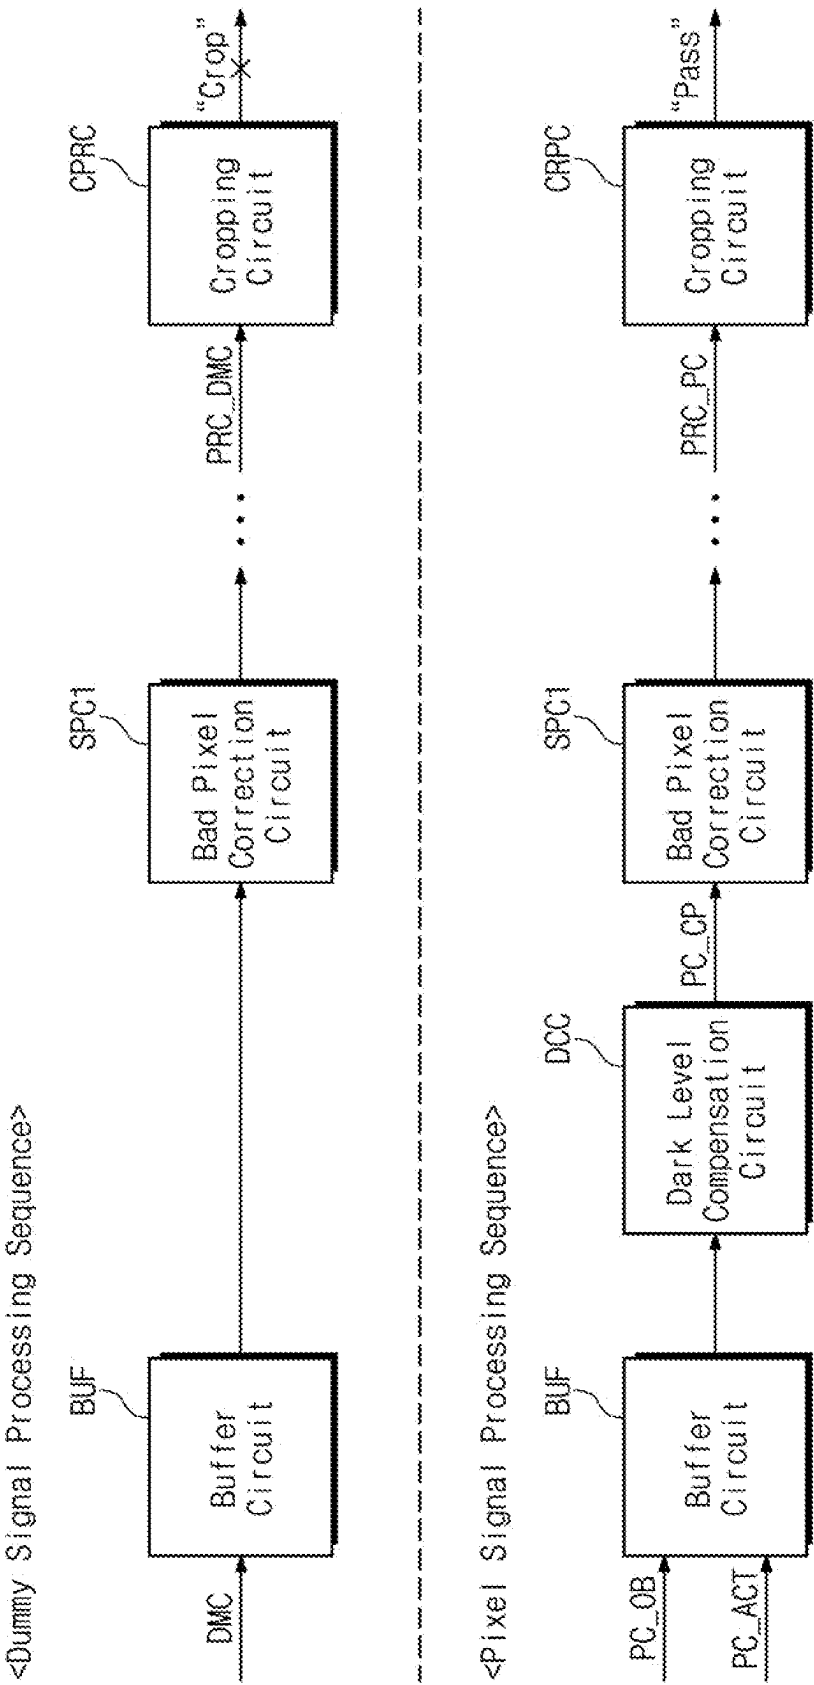 <Dummy Signal Processing Sequence>
DMC
BUF
Buffer
Circuit
SPC1
Bad Pixel
Correction
Circuit
PRC_DMC
CPRC
Cropping
Circuit
“Crop”
<Pixel Signal Processing Sequence>
PC_OB
PC_ACT
BUF
Buffer
Circuit
DCC
Dark Level
Compensation
Circuit
PC_CP
SPC1
Bad Pixel
Correction
Circuit
PRC_PC
CRPC
Cropping
Circuit
“Pass”